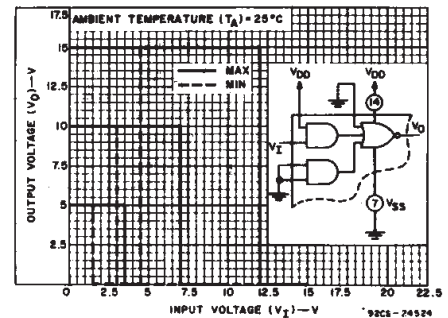 AMBIENT TEMPERATURE (TA)=25°C
MAX
MIN
VDD
VDD
14
VI
VO
7
VSS
OUTPUT VOLTAGE (VO)—V
17.5
15
12.5
10
7.5
5
2.5
0
2.5
5
7.5
10
12.5
15
17.5
20
22.5
INPUT VOLTAGE (VI)—V
92CS-24524